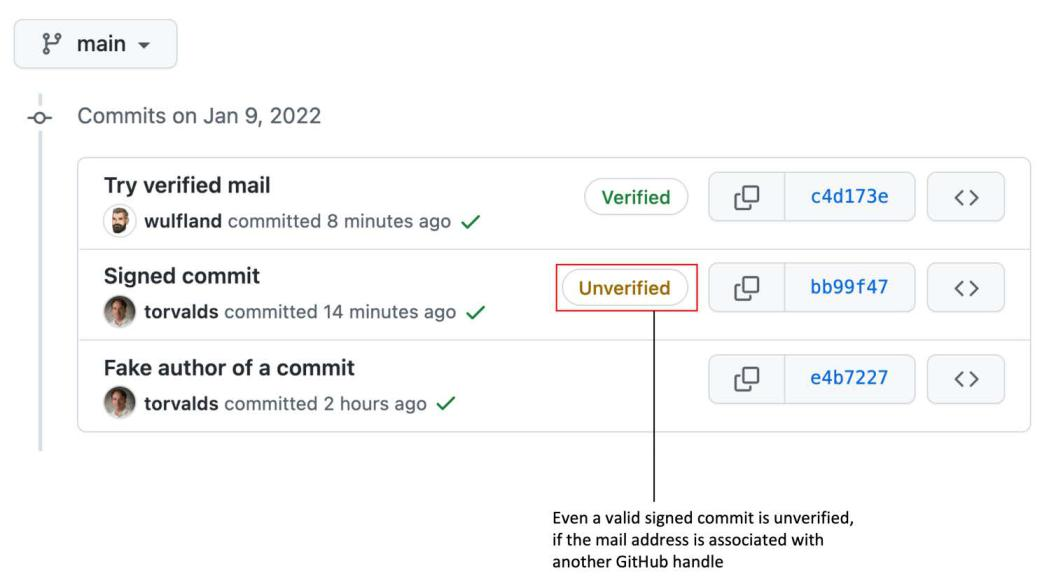 main
Commits on Jan 9, 2022
Try verified mail
wulfland committed 8 minutes ago
Verified
c4d173e
Signed commit
torvalds committed 14 minutes ago
Unverified
bb99f47
Fake author of a commit
torvalds committed 2 hours ago
e4b7227
Even a valid signed commit is unverified,
if the mail address is associated with
another GitHub handle